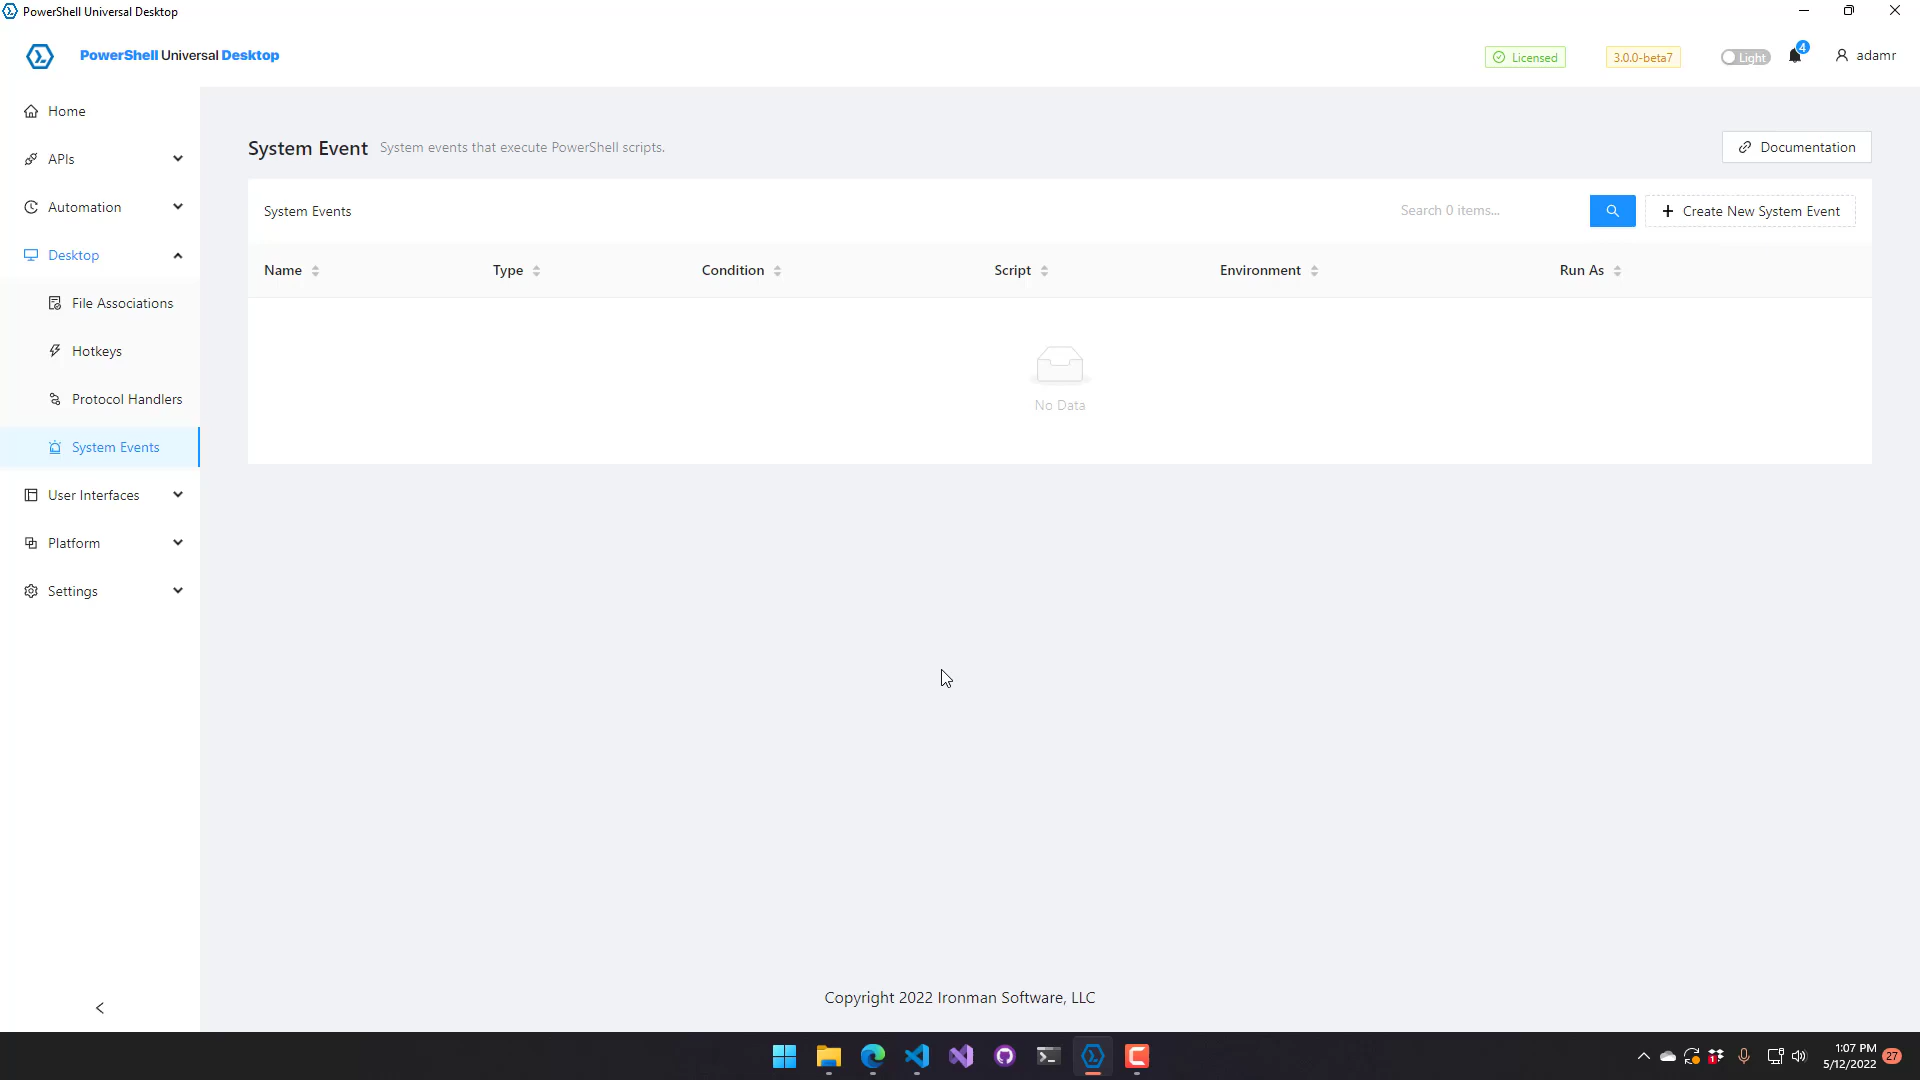 PowerShell Universal Desktop
PowerShell Universal Desktop
Licensed
3.0.0-beta7
Light
4
adamr
Home
APIs
Automation
Desktop
File Associations
Hotkeys
Protocol Handlers
System Events
User Interfaces
Platform
Settings
System Event System events that execute PowerShell scripts.
Documentation
System Events
Search 0 items...
Create New System Event
Name Type Condition Script Environment Run As
No Data
Copyright 2022 Ironman Software, LLC
1:07 PM
5/12/2022
27